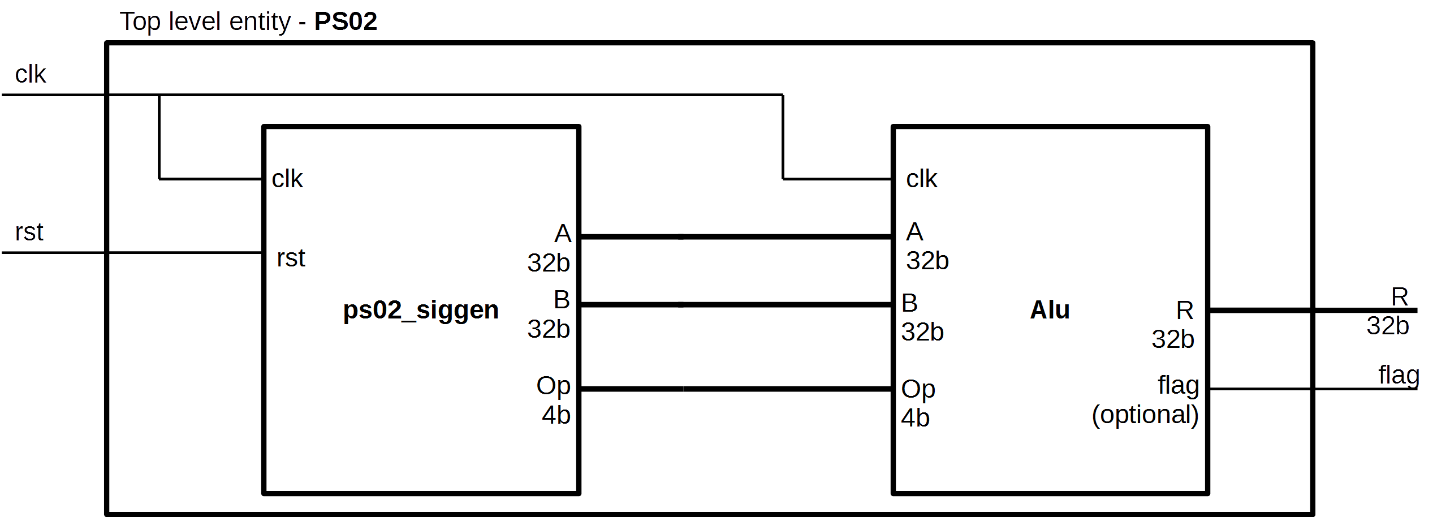 Top level entity - PS02
clk
rst
clk
rst
ps02_siggen
A
32b
B
32b
Op
4b
clk
A
32b
B
32b
Op
4b
Alu
R
32b
flag
(optional)
R
32b
flag